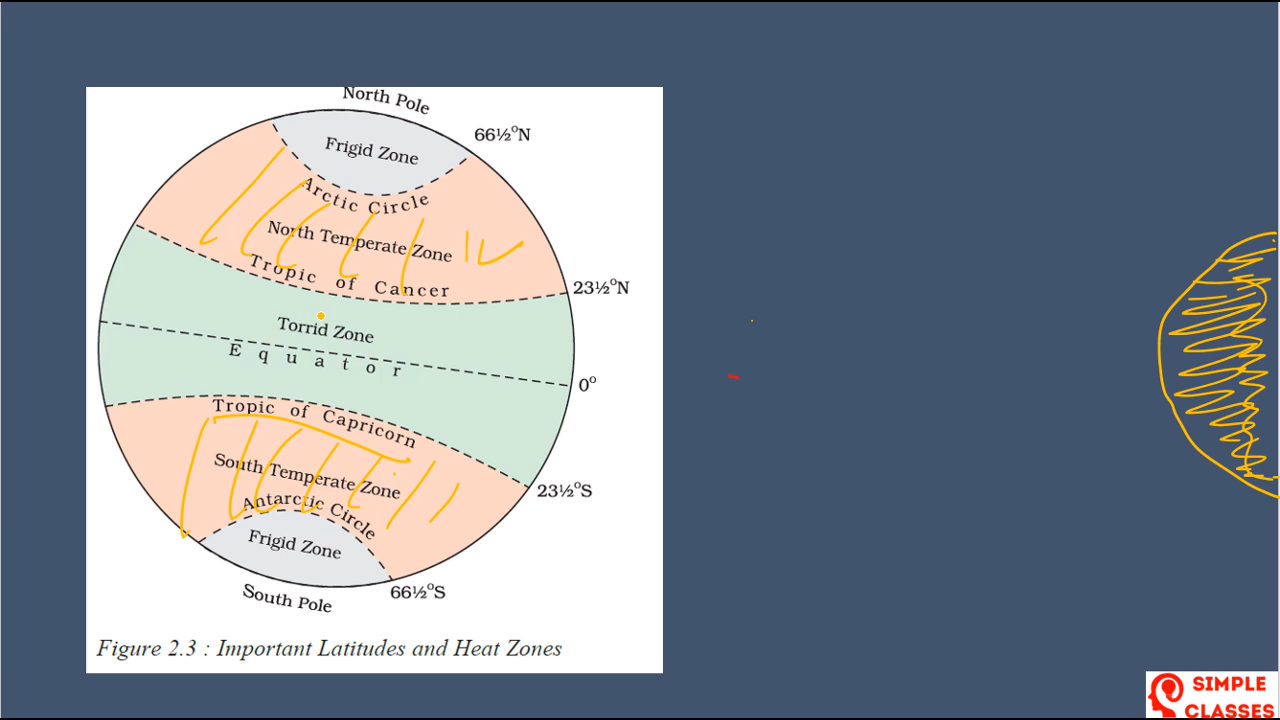 North Pole
66½°N
Frigid Zone
Arctic Circle
North Temperate Zone
Tropic of Cancer
23½°N
Torrid Zone
Equator
0°
Tropic of Capricorn
South Temperate Zone
23½°S
Antarctic Circle
Frigid Zone
66½°S
South Pole
Figure 2.3 : Important Latitudes and Heat Zones
SIMPLE
CLASSES